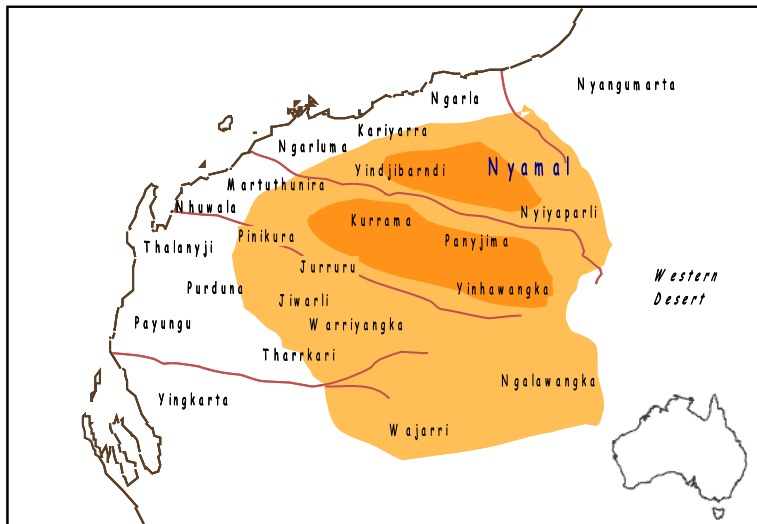 Nyangumarta
Ngarla
Kariyarra
Ngarluma
Yindjibarndi
Nyamal
Martuthunira
Nhuwala
Nyiyaparli
Kurrama
Pinikura
Panyjima
Thalanyji
Jurruru
Western
Desert
Purduna
Yinhawangka
Jiwarli
Payungu
Warriyangka
Tharrkari
Ngalawangka
Yingkarta
Wajarri